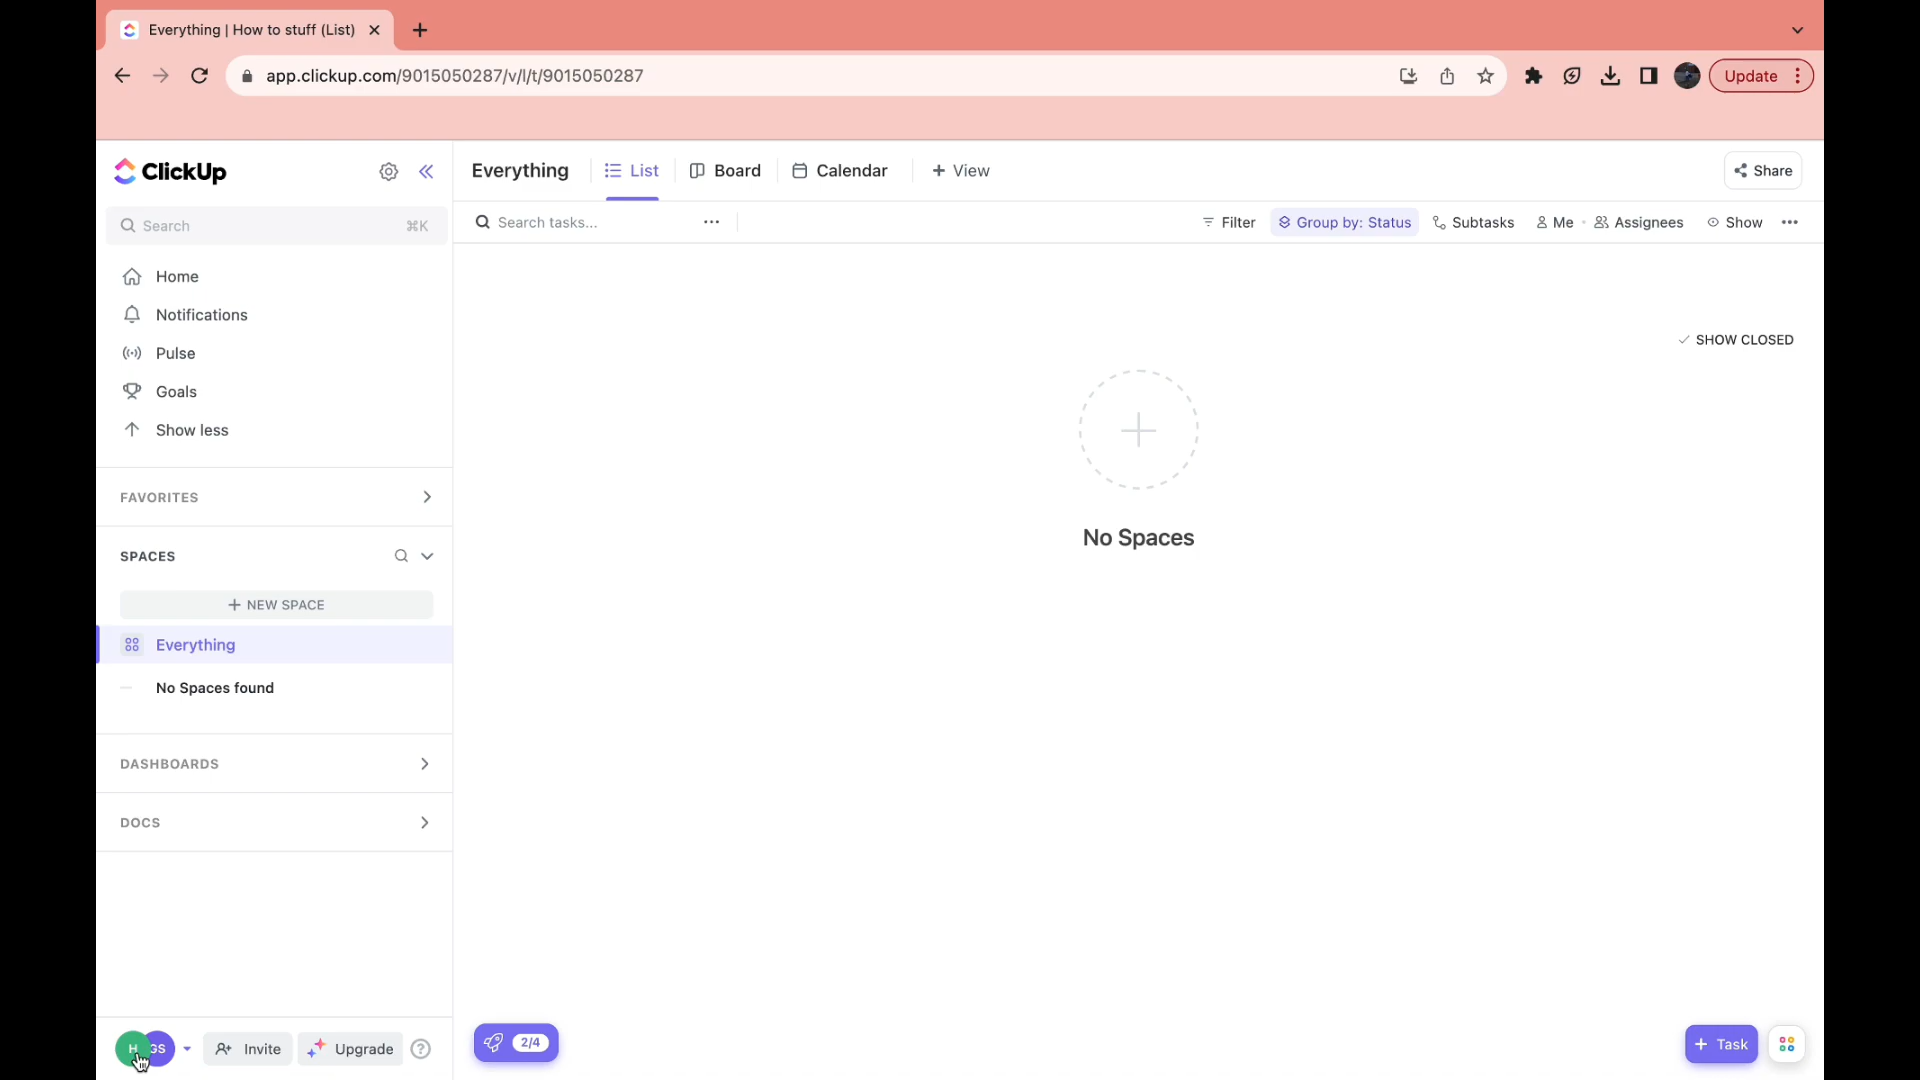 Everything | How to stuff (List)
app.clickup.com/9015050287/v/l/t/9015050287
Update
ClickUp
Everything
List
Board
Calendar
+ View
Share
Search
⌘K
Search tasks...
Filter
Group by: Status
Subtasks
Me
Assignees
Show
Home
Notifications
Pulse
Goals
Show less
SHOW CLOSED
No Spaces
FAVORITES
SPACES
+ NEW SPACE
Everything
No Spaces found
DASHBOARDS
DOCS
H
GS
Invite
Upgrade
?
2/4
+ Task